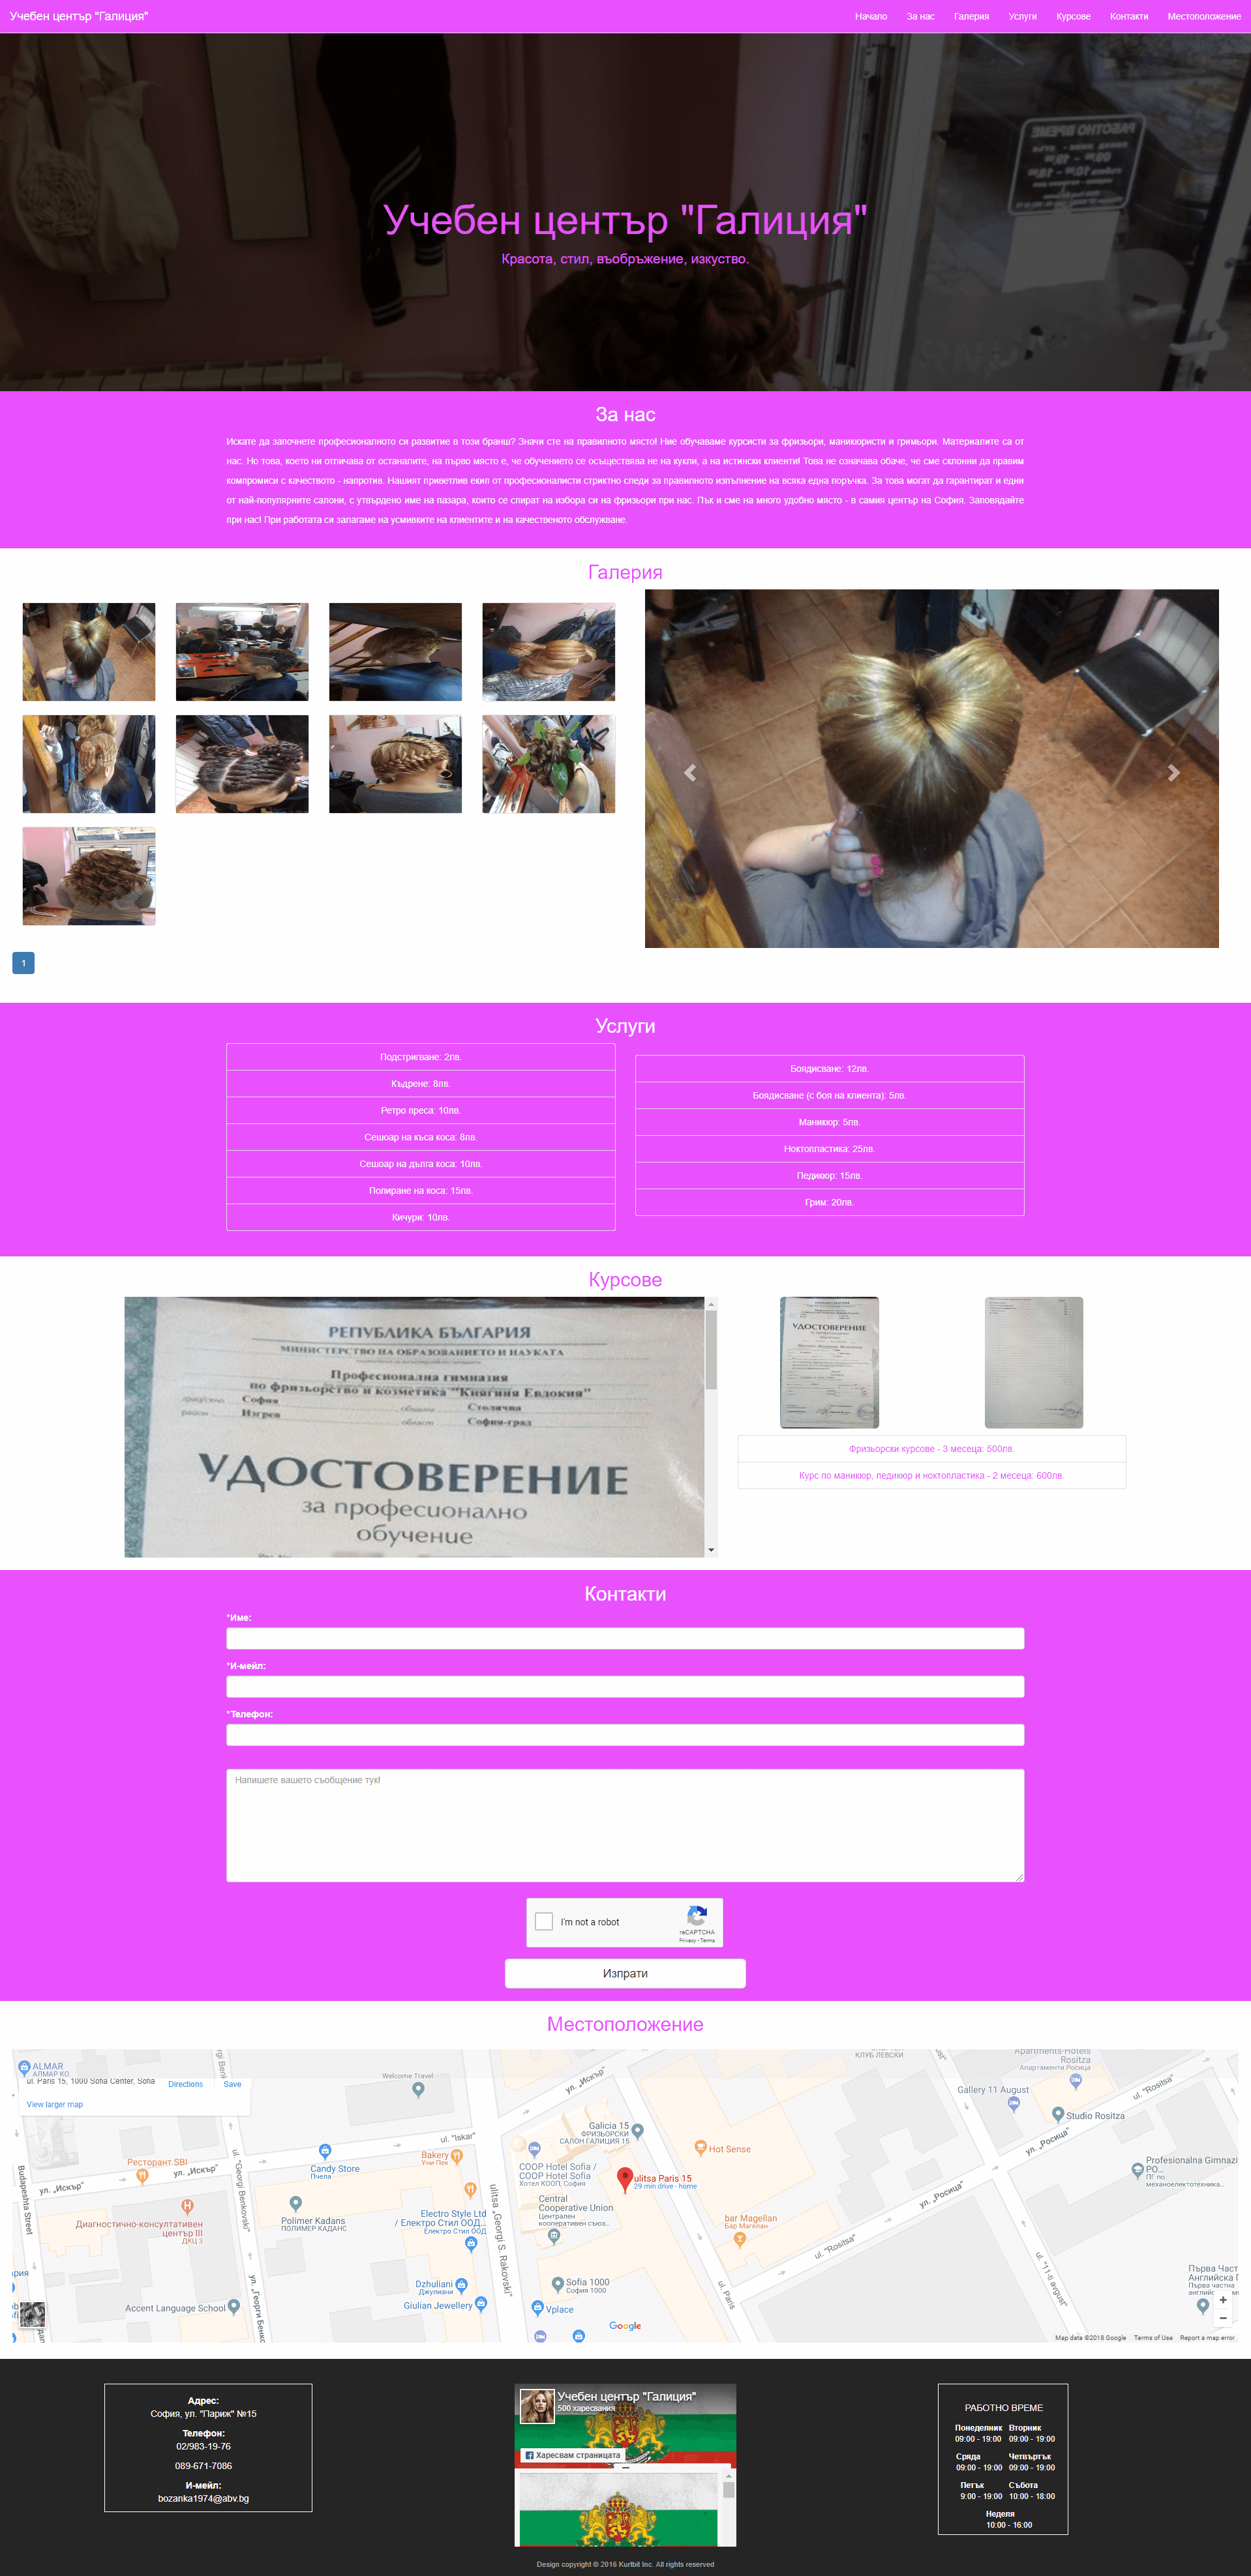 Учебен център "Галиция"
Начало
За нас
Галерия
Услуги
Курсове
Контакти
Местоположение
РАБОТНО ВРЕМЕ
Учебен център "Галиция"
Красота, стил, въобръжение, изкуство.
За нас
Искате да започнете професионалното си развитие в този бранш? Значи сте на правилното място! Ние обучаваме курсисти за фризьори, маникюристи и гримьори. Материалите са от
нас. Но това, което ни отличава от останалите, на първо място е, че обучението се осъществява не на кукли, а на истински клиенти! Това не означава обаче, че сме склонни да правим
компромиси с качеството - напротив. Нашият приветлив екип от професионалисти стриктно следи за правилното изпълнение на всяка една поръчка. За това могат да гарантират и едни
от най-популярните салони, с утвърдено име на пазара, които се спират на избора си на фризьори при нас. Пък и сме на много удобно място - в самия център на София. Заповядайте
при нас! При работата си залагаме на усмивките на клиентите и на качественото обслужване.
Галерия
1
Услуги
Подстригване: 2лв.
Къдрене: 8лв.
Ретро преса: 10лв.
Сешоар на къса коса: 8лв.
Сешоар на дълга коса: 10лв.
Полиране на коса: 15лв.
Кичури: 10лв.
Боядисване: 12лв.
Боядисване (с боя на клиента): 5лв.
Маникюр: 5лв.
Ноктопластика: 25лв.
Педикюр: 15лв.
Грим: 20лв.
Курсове
РЕПУБЛИКА БЪЛГАРИЯ
МИНИСТЕРСТВО НА ОБРАЗОВАНИЕТО И НАУКАТА
Професионална гимназия
по фризьорство и козметика "Княгиня Евдокия"
град/село София община Столична
район Изгрев област София-град
УДОСТОВЕРЕНИЕ
за професионално
обучение
УДОСТОВЕРЕНИЕ
Фризьорски курсове - 3 месеца: 500лв.
Курс по маникюр, педикюр и ноктопластика - 2 месеца: 600лв.
Контакти
*Име:
*И-мейл:
*Телефон:
Напишете вашето съобщение тук!
I'm not a robot
reCAPTCHA
Privacy - Terms
Изпрати
Местоположение
ALMAR
АЛМАР КО
ul. Paris 15, 1000 Sofia Center, Sofia
Directions
Save
View larger map
Welcome Travel
ул. „Искър“
КЛУБ ЛЕВСКИ
Apartments-Hotels
Rositza
Апартаменти Росица
Gallery 11 August
ul. "Rositsa"
Studio Rositza
ул. „Росица“
Galicia 15
ФРИЗЬОРСКИ
САЛОН ГАЛИЦИЯ 15
Hot Sense
ul. "Iskar"
Bakery
Уни Пек
Candy Store
Пчела
Ресторант SBI
ул. „Искър“
ул. „Искър“
Budapeshta Street
ul. "Georgi Benkovski"
COOP Hotel Sofia /
COOP Hotel Sofia
Хотел КООП, София
ulitsa Paris 15
29 min drive - home
Profesionalna Gimnazi
PO...
ПГ по
механоелектотехника...
Polimer Kadans
ПОЛИМЕР КАДАНС
Диагностично-консултативен
център III
ДКЦ 3
Electro Style Ltd
/ Електро Стил ООД...
Електро Стил ООД
ulitsa „Georgi S. Rakovski“
Central
Cooperative Union
Централен
кооперативен съюз...
bar Magellan
Бар Магелан
ул. „Росица“
ul. "Rositsa"
ul. "11-ti avgust"
Първа Част
Английска Г
Първа частна
английс
ария
Dzhuliani
Джулиани
Giulian Jewellery
Sofia 1000
София 1000
Vplace
ул. Paris
Accent Language School
ул. „Георги Бенко
Google
Map data ©2018 Google
Terms of Use
Report a map error
Адрес:
София, ул. "Париж" №15
Телефон:
02/983-19-76
089-671-7086
И-мейл:
bozanka1974@abv.bg
Учебен център "Галиция"
500 харесвания
Харесвам страницата
РАБОТНО ВРЕМЕ
Понеделник Вторник
09:00 - 19:00 09:00 - 19:00
Сряда Четвъртък
09:00 - 19:00 09:00 - 19:00
Петък Събота
9:00 - 19:00 10:00 - 18:00
Неделя
10:00 - 16:00
Design copyright © 2016 Kurtbit Inc. All rights reserved